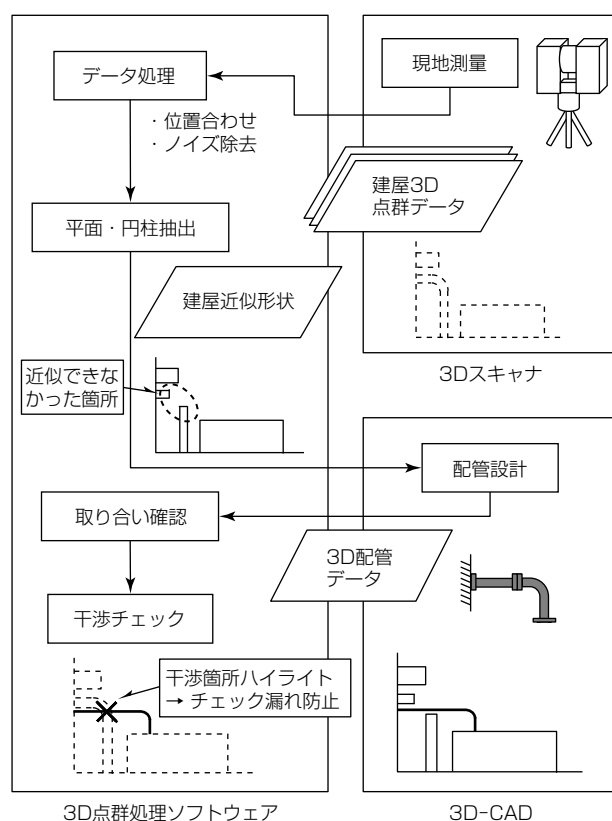 データ処理
・位置合わせ
・ノイズ除去
現地測量
建屋3D
点群データ
平面・円柱抽出
建屋近似形状
3Dスキャナ
近似できな
かった箇所
配管設計
取り合い確認
3D配管
データ
干渉チェック
干渉箇所ハイライト
→ チェック漏れ防止
3D点群処理ソフトウェア
3D-CAD